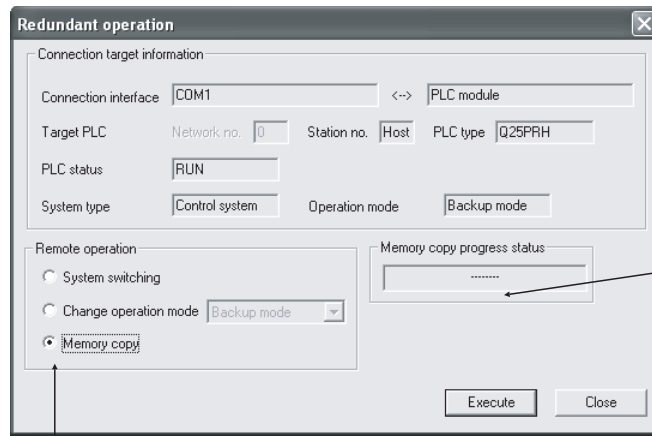 Redundant operation
Connection target information
Connection interface COM1 <--> PLC module
Target PLC Network no. 0 Station no. Host PLC type Q25PRH
PLC status RUN
System type Control system Operation mode Backup mode
Remote operation
System switching
Change operation mode Backup mode
Memory copy
Memory copy progress status
--------
Execute Close